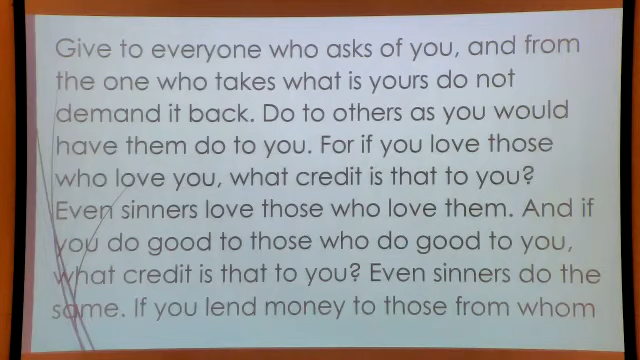 Give to everyone who asks of you, and from
the one who takes what is yours do not
demand it back. Do to others as you would
have them do to you. For if you love those
who love you, what credit is that to you?
Even sinners love those who love them. And if
you do good to those who do good to you,
what credit is that to you? Even sinners do the
same. If you lend money to those from whom